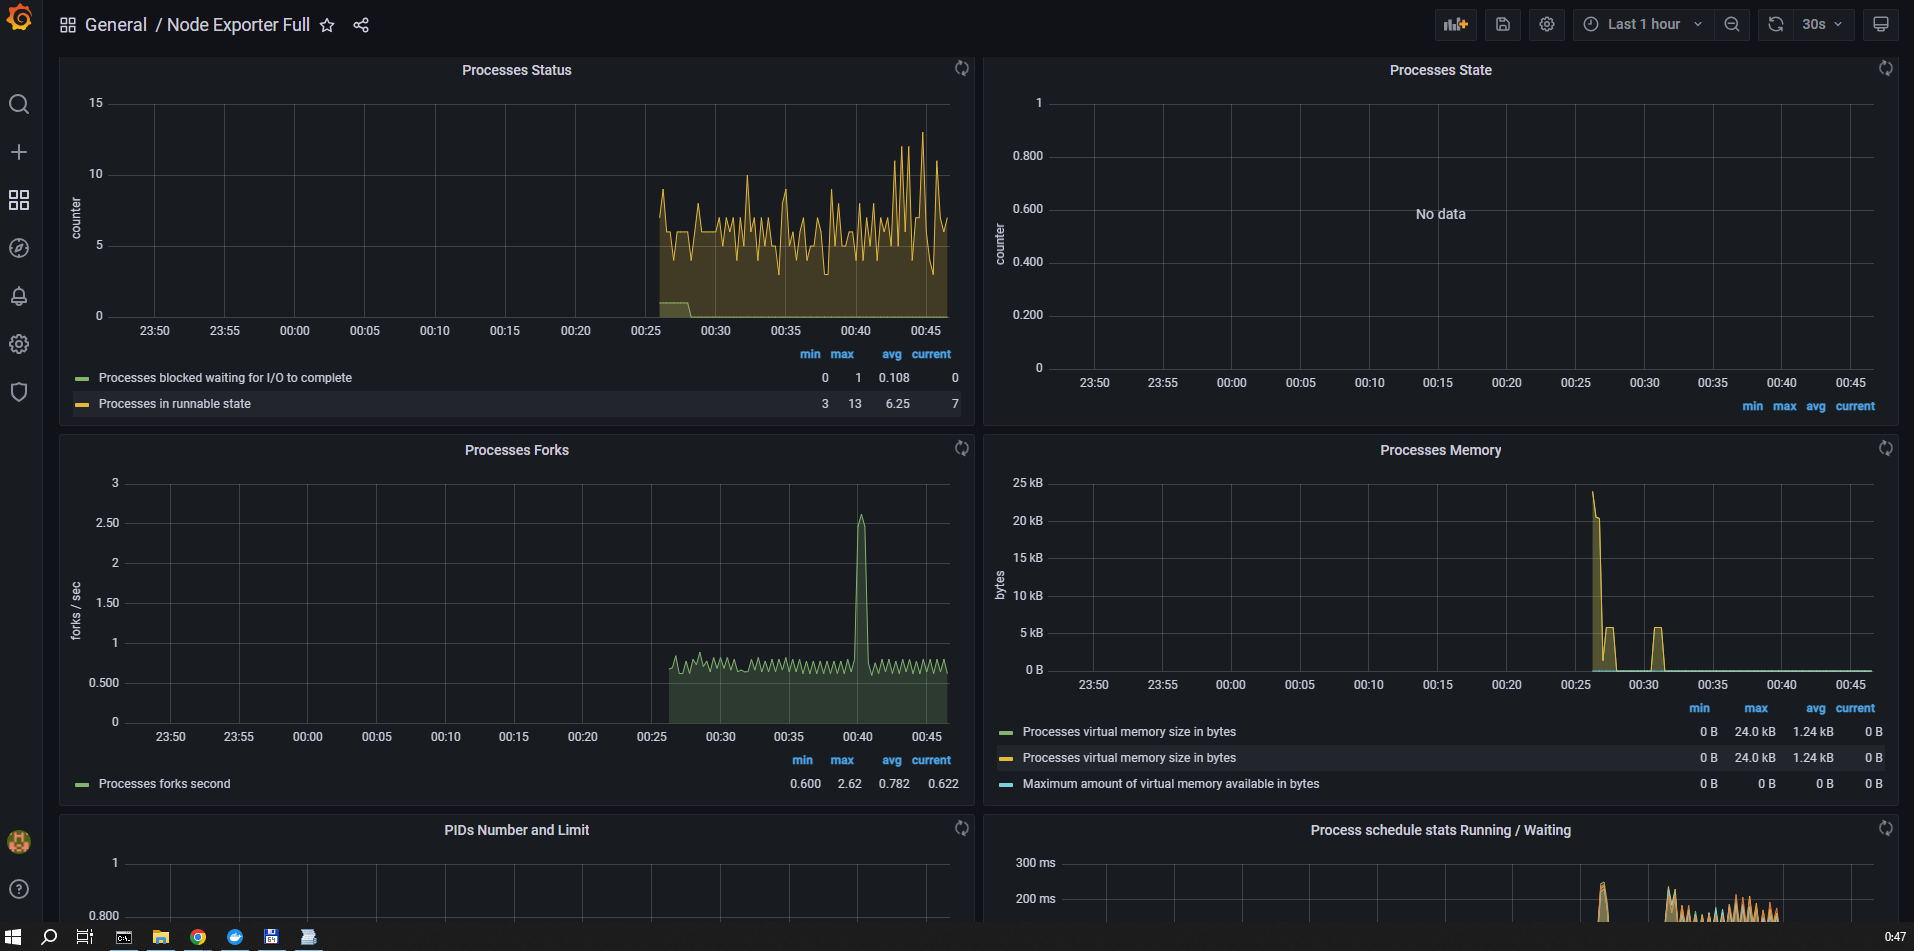 General / Node Exporter Full
Last 1 hour
30s
Processes Status
15
10
5
0
counter
23:50 23:55 00:00 00:05 00:10 00:15 00:20 00:25 00:30 00:35 00:40 00:45
min max avg current
Processes blocked waiting for I/O to complete 0 1 0.108 0
Processes in runnable state 3 13 6.25 7
Processes State
1
0.800
0.600
0.400
0.200
0
counter
No data
23:50 23:55 00:00 00:05 00:10 00:15 00:20 00:25 00:30 00:35 00:40 00:45
min max avg current
Processes Forks
3
2.50
2
1.50
1
0.500
0
forks / sec
23:50 23:55 00:00 00:05 00:10 00:15 00:20 00:25 00:30 00:35 00:40 00:45
min max avg current
Processes forks second 0.600 2.62 0.782 0.622
Processes Memory
25 kB
20 kB
15 kB
10 kB
5 kB
0 B
bytes
23:50 23:55 00:00 00:05 00:10 00:15 00:20 00:25 00:30 00:35 00:40 00:45
min max avg current
Processes virtual memory size in bytes 0 B 24.0 kB 1.24 kB 0 B
Processes virtual memory size in bytes 0 B 24.0 kB 1.24 kB 0 B
Maximum amount of virtual memory available in bytes 0 B 0 B 0 B 0 B
PIDs Number and Limit
1
0.800
Process schedule stats Running / Waiting
300 ms
200 ms
64
0:47